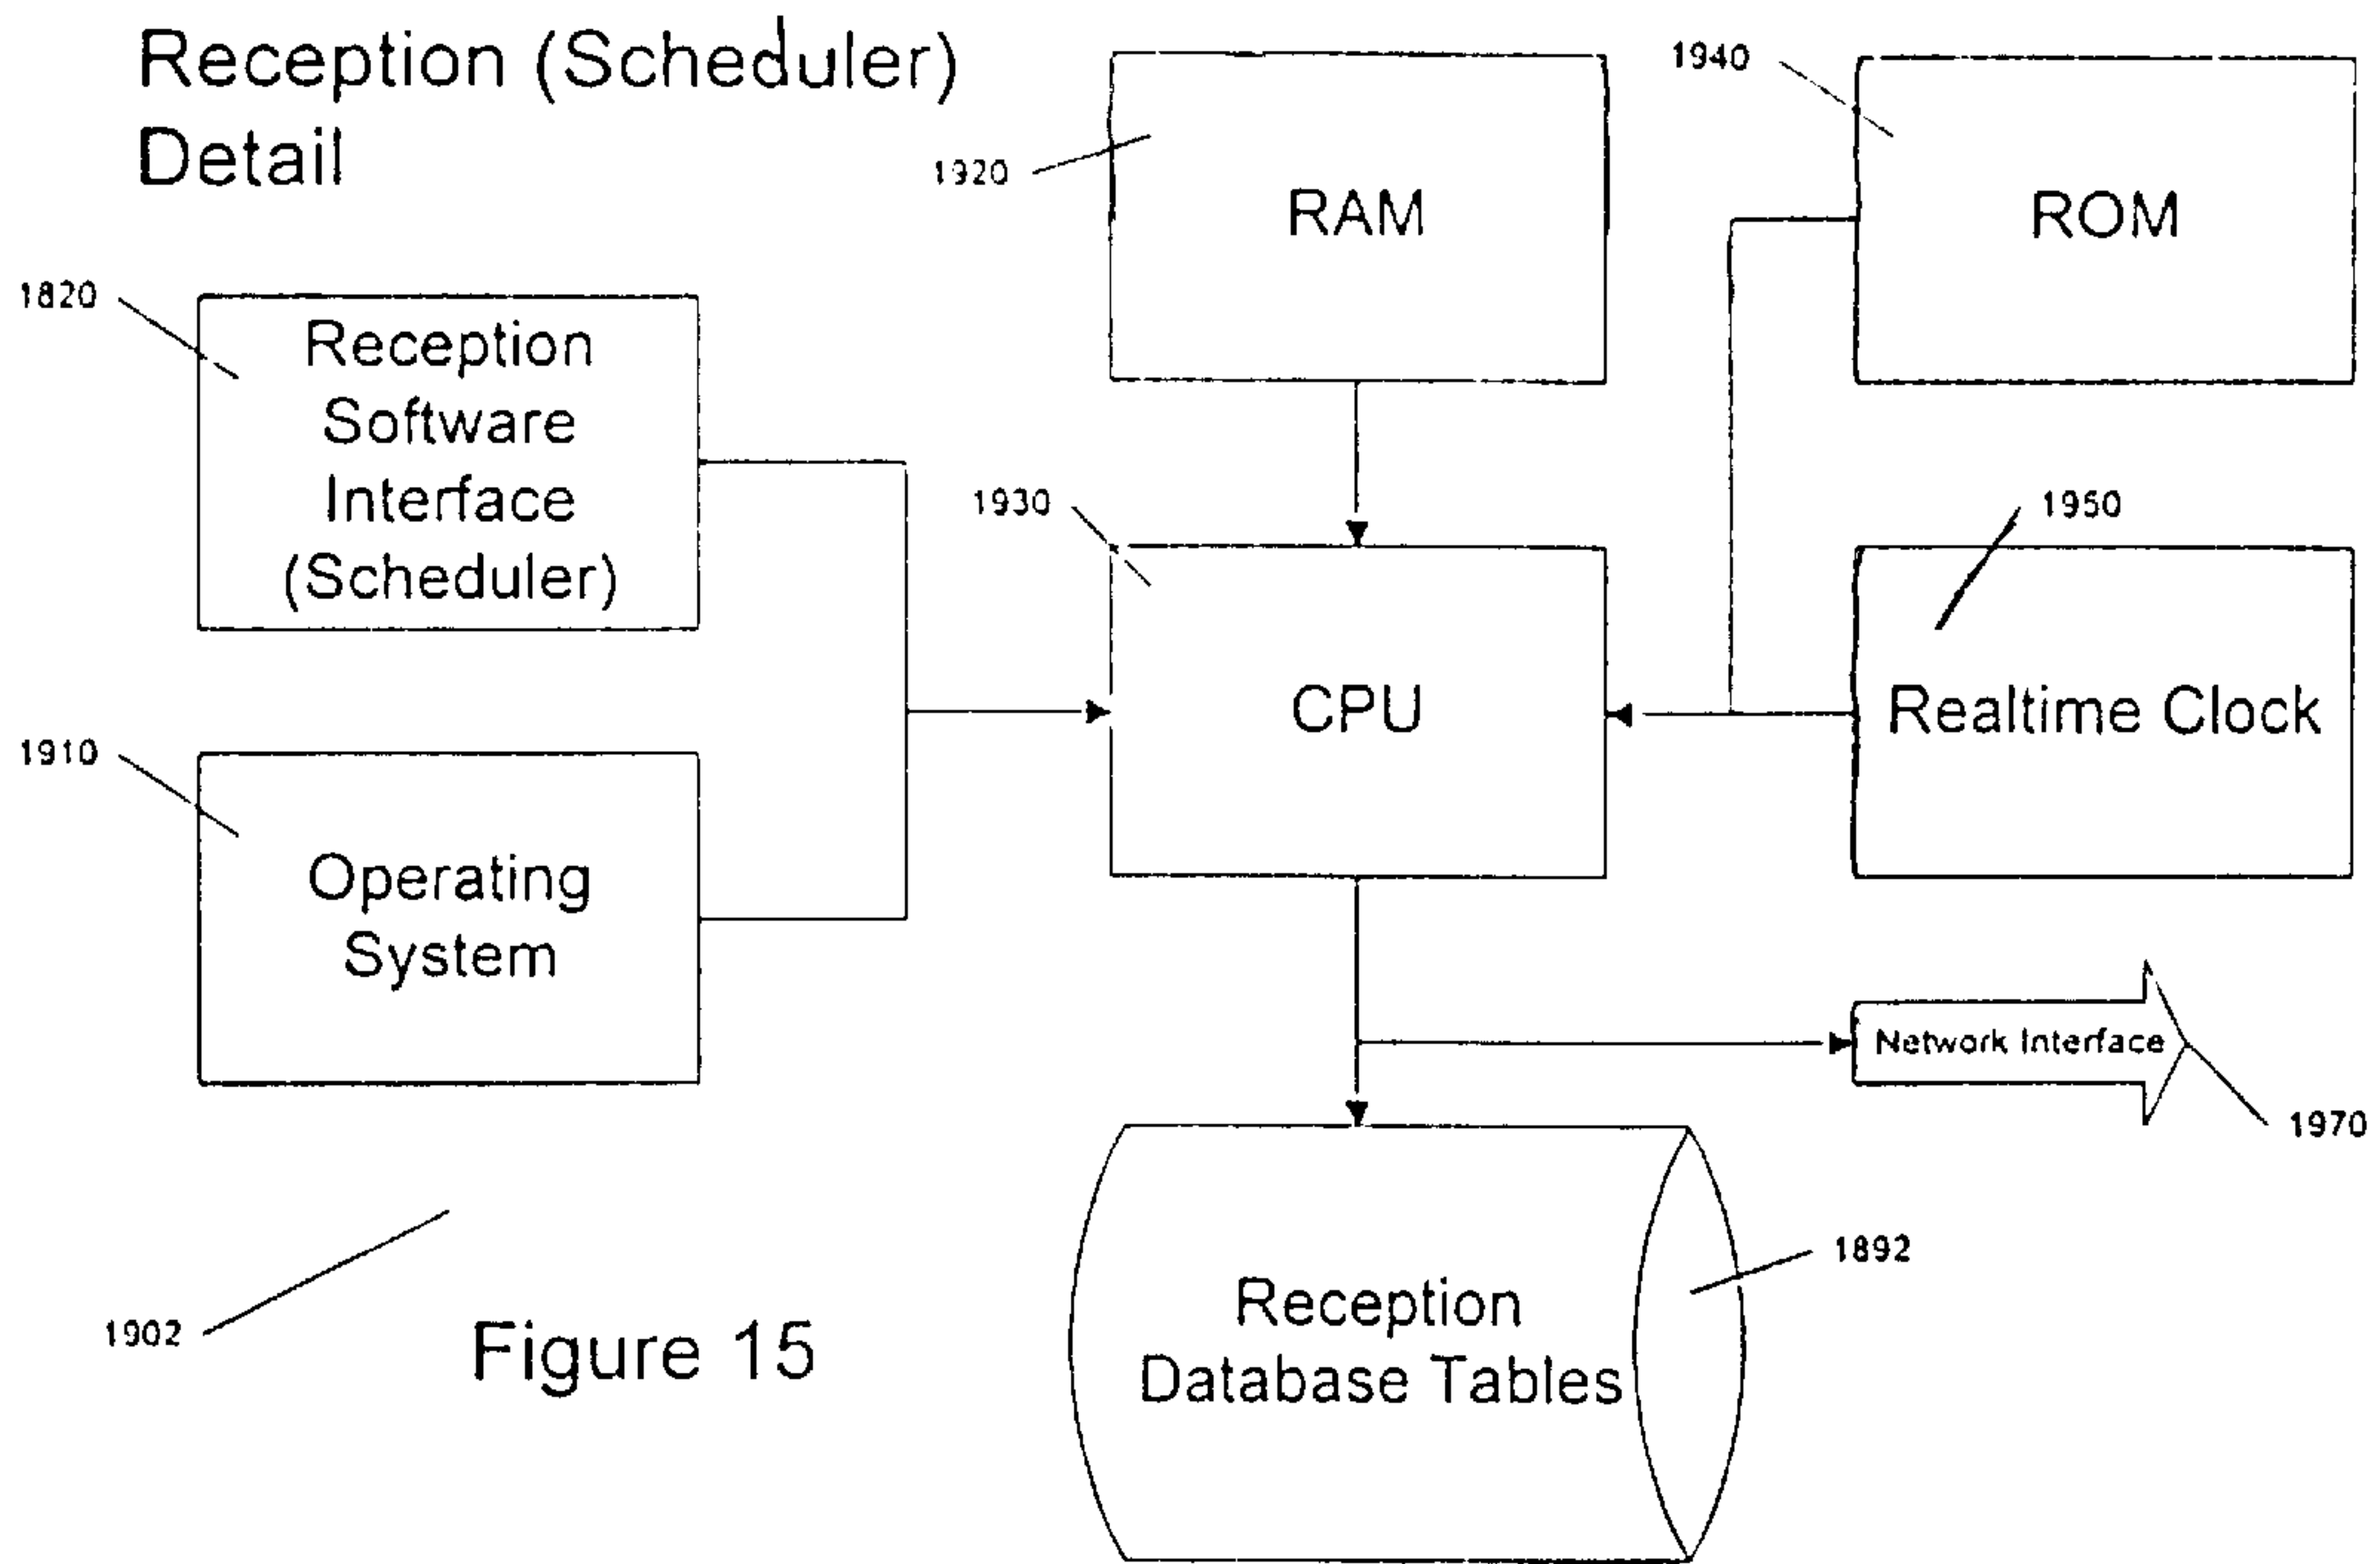 Reception (Scheduler)
Detail
1920
RAM
1940
ROM
1820
Reception
Software
Interface
(Scheduler)
1930
CPU
1950
Realtime Clock
1910
Operating
System
Network Interface
1970
1902
Figure 15
Reception
Database Tables
1892